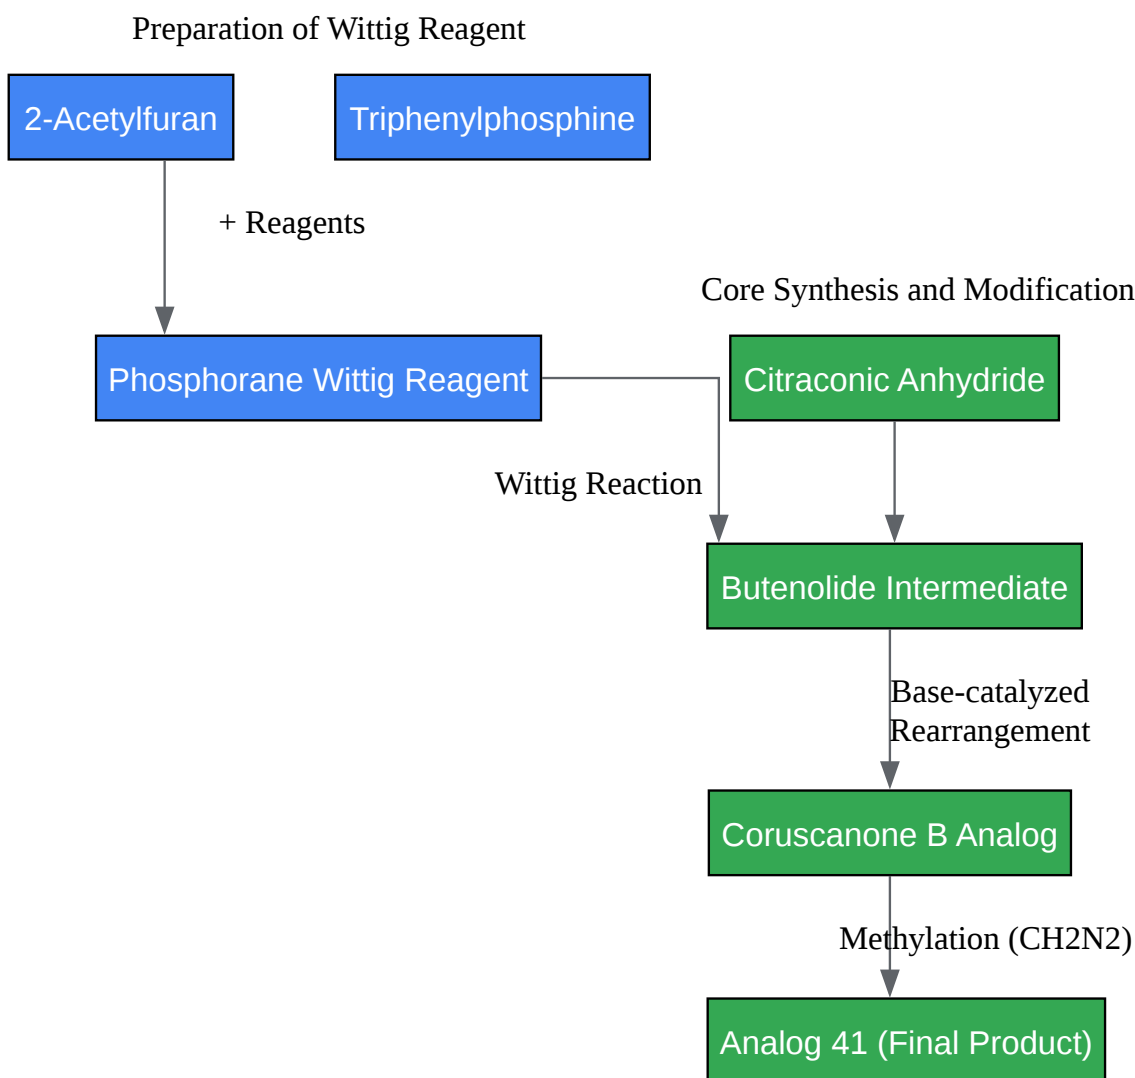 Preparation of Wittig Reagent
2-Acetylfuran
Triphenylphosphine
+ Reagents
Core Synthesis and Modification
Phosphorane Wittig Reagent
Citraconic Anhydride
Wittig Reaction
Butenolide Intermediate
Base-catalyzed
Rearrangement
Coruscanone B Analog
Methylation (CH2N2)
Analog 41 (Final Product)